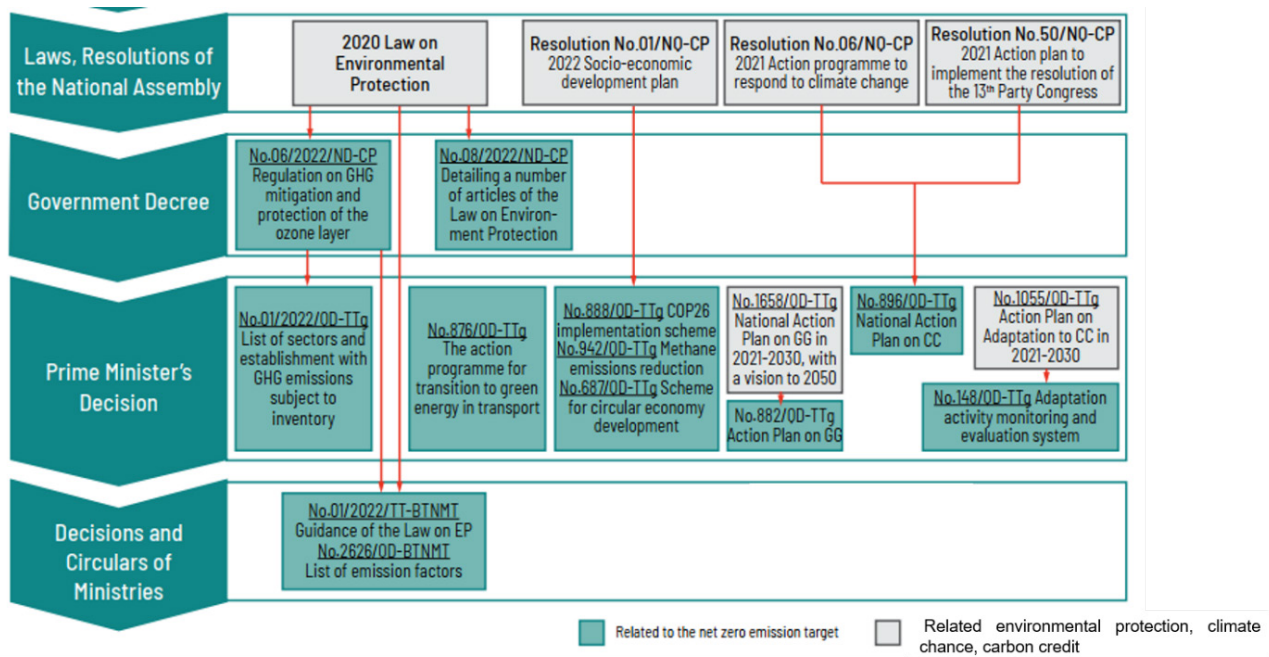 Laws, Resolutions of
the National Assembly
2020 Law on
Environmental
Protection
Resolution No.01/NQ-CP
2022 Socio-economic
development plan
Resolution No.06/NQ-CP
2021 Action programme to
respond to climate change
Resolution No.50/NQ-CP
2021 Action plan to
implement the resolution of
the 13th Party Congress
Government Decree
No.06/2022/ND-CP
Regulation on GHG
mitigation and
protection of the
ozone layer
No.08/2022/ND-CP
Detailing a number
of articles of the
Law on Environ-
ment Protection
Prime Minister's
Decision
No.01/2022/QD-TTg
List of sectors and
establishment with
GHG emissions
subject to
inventory
No.876/QD-TTg
The action
programme for
transition to green
energy in transport
No.888/QD-TTg COP26
implementation scheme
No.942/QD-TTg Methane
emissions reduction
No.687/QD-TTg Scheme
for circular economy
development
No.1658/QD-TTg
National Action
Plan on GG in
2021-2030, with
a vision to 2050
No.882/QD-TTg
Action Plan on GG
No.896/QD-TTg
National Action
Plan on CC
No.1055/QD-TTg
Action Plan on
Adaptation to CC in
2021-2030
No.148/QD-TTg Adaptation
activity monitoring and
evaluation system
Decisions and
Circulars of
Ministries
No.01/2022/TT-BTNMT
Guidance of the Law on EP
No.2626/QD-BTNMT
List of emission factors
Related to the net zero emission target
Related environmental protection, climate
chance, carbon credit